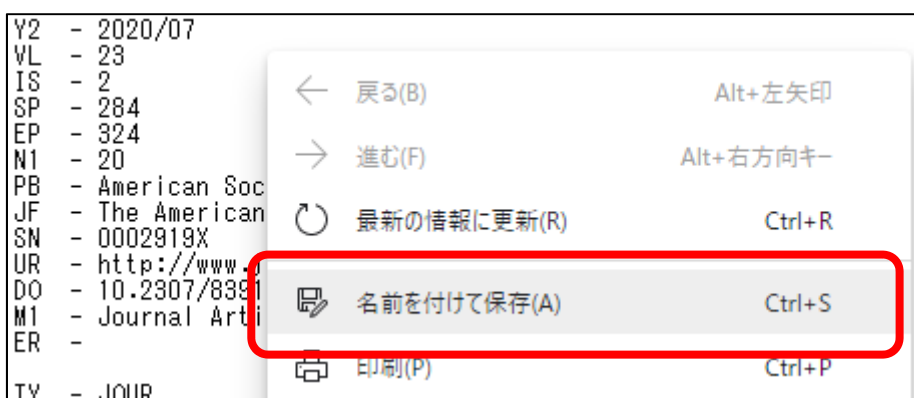 Y2 - 2020/07
VL - 23
IS - 2
SP - 284
EP - 324
N1 - 20
PB - American Soc
JF - The American
SN - 0002919X
UR - http://www.
DO - 10.2307/8391
M1 - Journal Arti
ER -
TY - JOUR
戻る(B) Alt+左矢印
進む(F) Alt+右方向キー
最新の情報に更新(R) Ctrl+R
名前を付けて保存(A) Ctrl+S
印刷(P) Ctrl+P